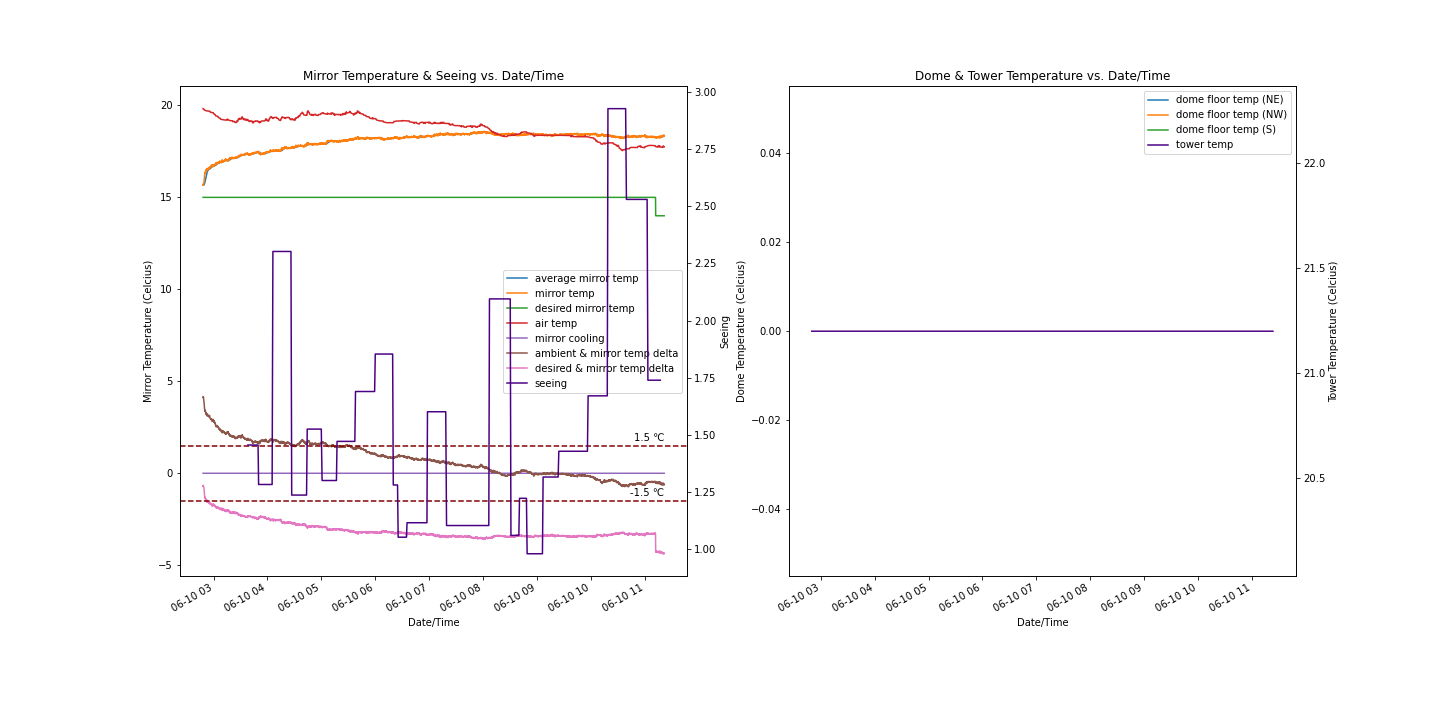 Mirror Temperature & Seeing vs. Date/Time
Mirror Temperature (Celcius)
20
15
10
5
0
−5
3.00
2.75
2.50
2.25
2.00
1.75
1.50
1.25
1.00
Seeing
average mirror temp
mirror temp
desired mirror temp
air temp
mirror cooling
ambient & mirror temp delta
desired & mirror temp delta
seeing
1.5 °C
-1.5 °C
06-10 03
06-10 04
06-10 05
06-10 06
06-10 07
06-10 08
06-10 09
06-10 10
06-10 11
Date/Time
Dome & Tower Temperature vs. Date/Time
Dome Temperature (Celcius)
0.04
0.02
0.00
−0.02
−0.04
dome floor temp (NE)
dome floor temp (NW)
dome floor temp (S)
tower temp
22.0
21.5
21.0
20.5
Tower Temperature (Celcius)
06-10 03
06-10 04
06-10 05
06-10 06
06-10 07
06-10 08
06-10 09
06-10 10
06-10 11
Date/Time